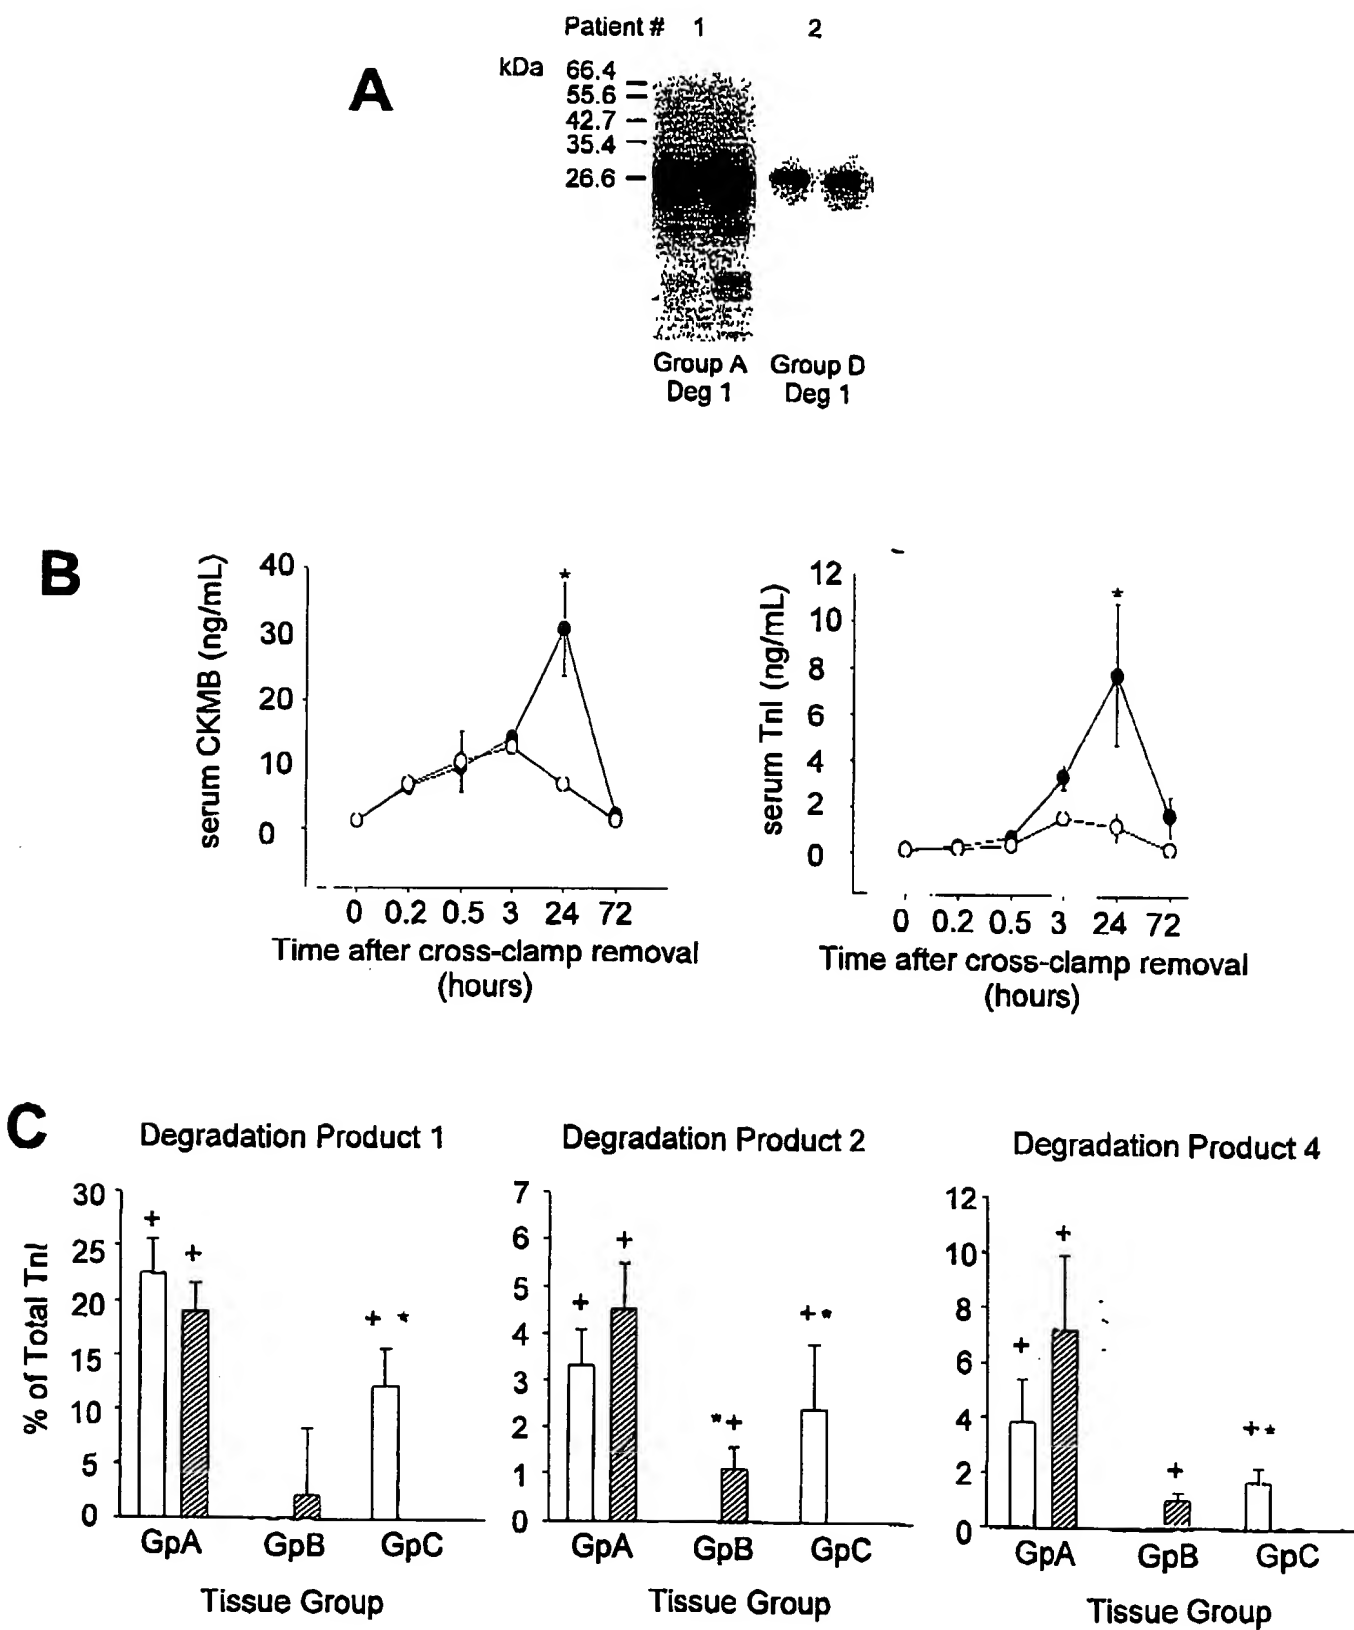 Patient # 1 2
A
kDa 66.4
55.6
42.7
35.4
26.6
Group A Group D
Deg 1 Deg 1
B
serum CKMB (ng/mL)
40
30
20
10
0
*
0 0.2 0.5 3 24 72
Time after cross-clamp removal
(hours)
serum TnI (ng/mL)
12
10
8
6
4
2
0
*
0 0.2 0.5 3 24 72
Time after cross-clamp removal
(hours)
C
Degradation Product 1
% of Total TnI
30
25
20
15
10
5
0
+ + + *
GpA GpB GpC
Tissue Group
Degradation Product 2
7
6
5
4
3
2
1
0
+ + *+ +*
GpA GpB GpC
Tissue Group
Degradation Product 4
12
10
8
6
4
2
0
+ + + +*
GpA GpB GpC
Tissue Group